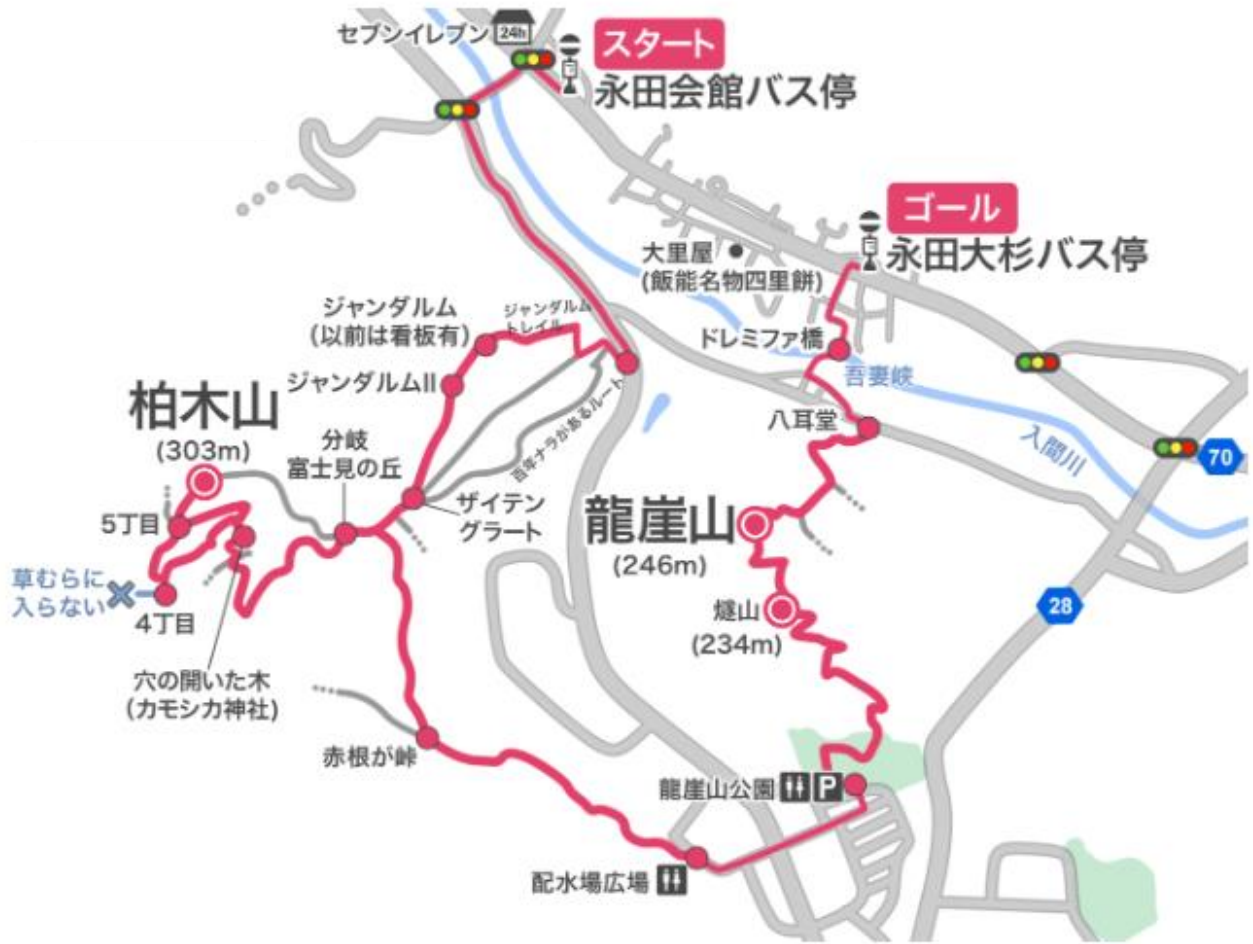 セブンイレブン
24h
スタート
永田会館バス停
ゴール
永田大杉バス停
大里屋
(飯能名物四里餅)
ジャンダルム
(以前は看板有)
ジャンダルム
トレイル
ドレミファ橋
吾妻峡
ジャンダルムII
柏木山
(303m)
分岐
富士見の丘
百年ナラがあるルート
八耳堂
入間川
70
ザイテン
グラート
5丁目
龍崖山
(246m)
草むらに
入らない
4丁目
燧山
(234m)
28
穴の開いた木
(カモシカ神社)
赤根が峠
龍崖山公園
P
配水場広場